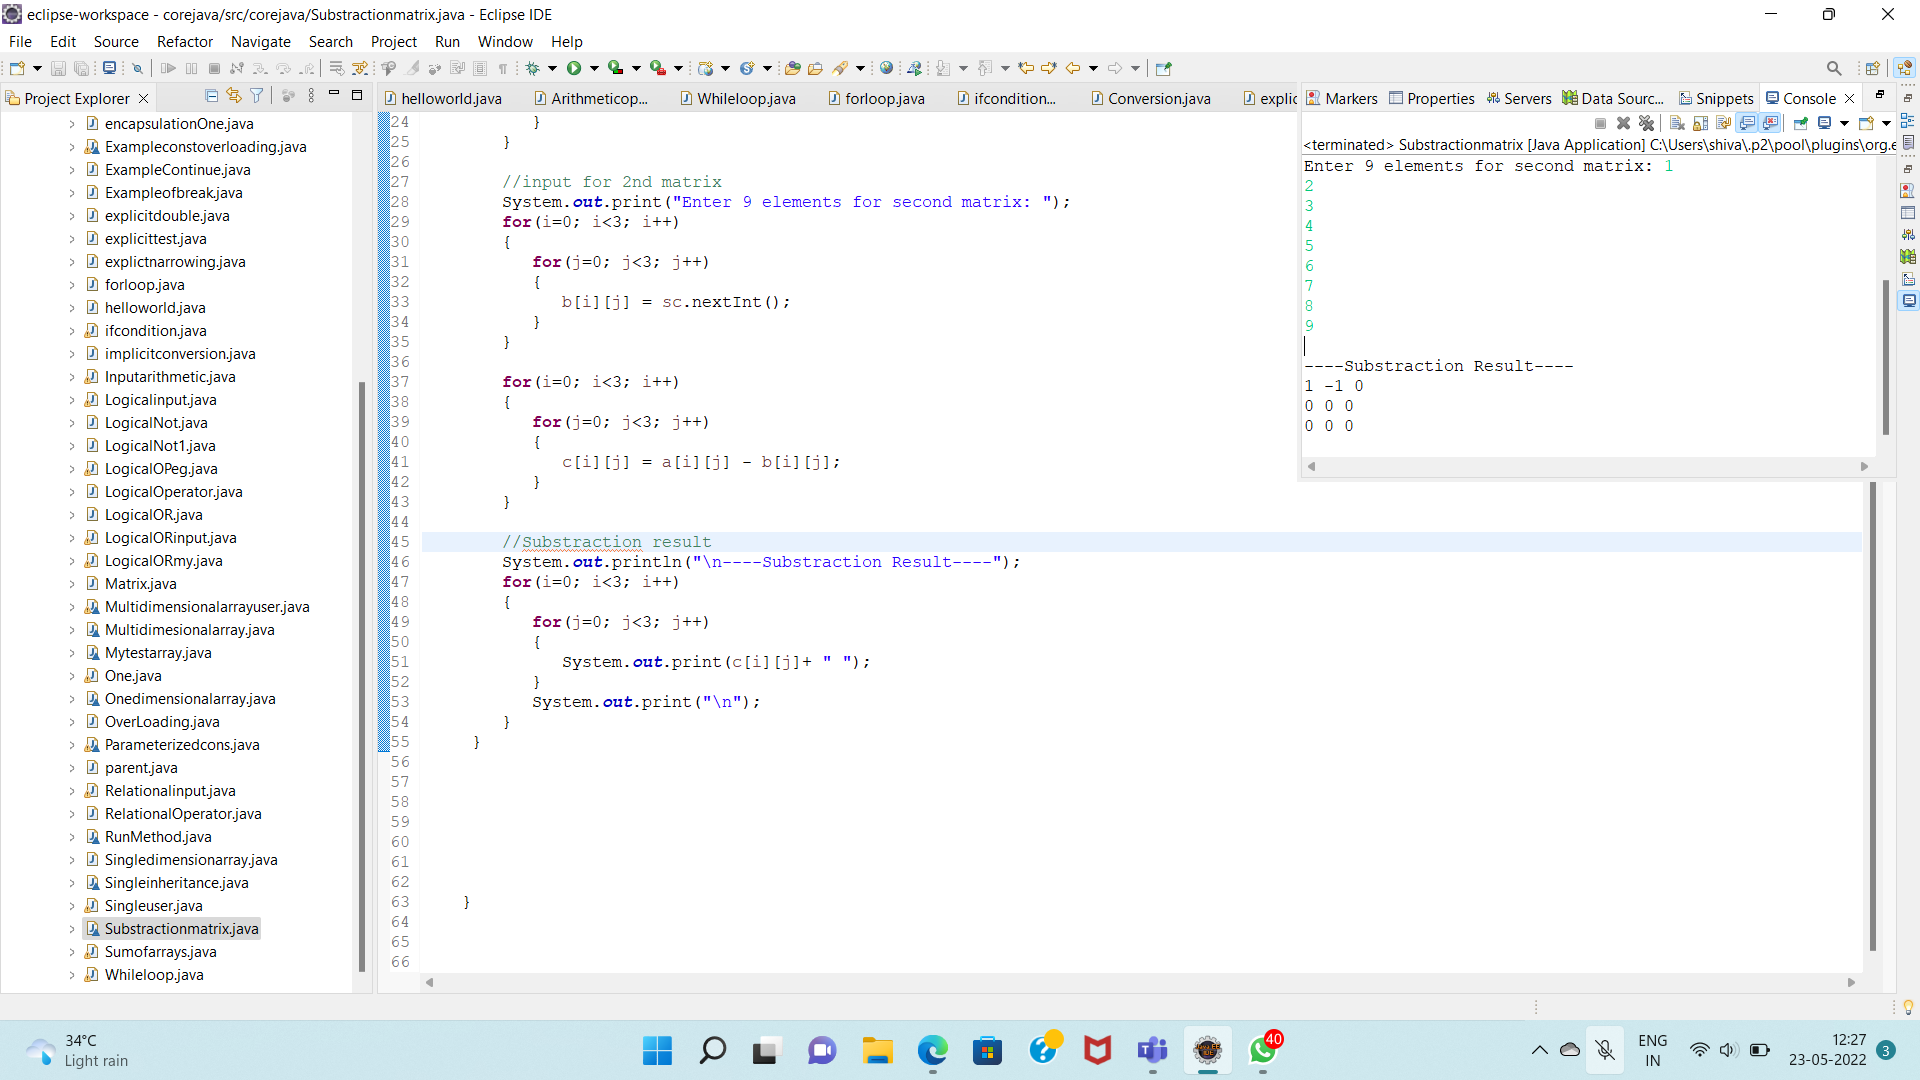 eclipse-workspace - corejava/src/corejava/Substractionmatrix.java - Eclipse IDE
File Edit Source Refactor Navigate Search Project Run Window Help
Project Explorer
encapsulationOne.java
Exampleconstoverloading.java
ExampleContinue.java
Exampleofbreak.java
explicitdouble.java
explicittest.java
explictnarrowing.java
forloop.java
helloworld.java
ifcondition.java
implicitconversion.java
Inputarithmetic.java
Logicalinput.java
LogicalNot.java
LogicalNot1.java
LogicalOPeg.java
LogicalOperator.java
LogicalOR.java
LogicalORinput.java
LogicalORmy.java
Matrix.java
Multidimensionalarrayuser.java
Multidimesionalarray.java
Mytestarray.java
One.java
Onedimensionalarray.java
OverLoading.java
Parameterizedcons.java
parent.java
Relationalinput.java
RelationalOperator.java
RunMethod.java
Singledimensionarray.java
Singleinheritance.java
Singleuser.java
Substractionmatrix.java
Sumofarrays.java
Whileloop.java
helloworld.java Arithmeticop... Whileloop.java forloop.java ifcondition... Conversion.java explic
24 }
25 }
26
27 //input for 2nd matrix
28 System.out.print("Enter 9 elements for second matrix: ");
29 for(i=0; i<3; i++)
30 {
31 for(j=0; j<3; j++)
32 {
33 b[i][j] = sc.nextInt();
34 }
35 }
36
37 for(i=0; i<3; i++)
38 {
39 for(j=0; j<3; j++)
40 {
41 c[i][j] = a[i][j] - b[i][j];
42 }
43 }
44
45 //Substraction result
46 System.out.println("\n----Substraction Result----");
47 for(i=0; i<3; i++)
48 {
49 for(j=0; j<3; j++)
50 {
51 System.out.print(c[i][j]+ " ");
52 }
53 System.out.print("\n");
54 }
55 }
56
57
58
59
60
61
62
63 }
64
65
66
Markers Properties Servers Data Sourc... Snippets Console
<terminated> Substractionmatrix [Java Application] C:\Users\shiva\.p2\pool\plugins\org.e
Enter 9 elements for second matrix: 1
2
3
4
5
6
7
8
9
----Substraction Result----
1 -1 0
0 0 0
0 0 0
34°C
Light rain
40
ENG
IN
12:27
23-05-2022
3